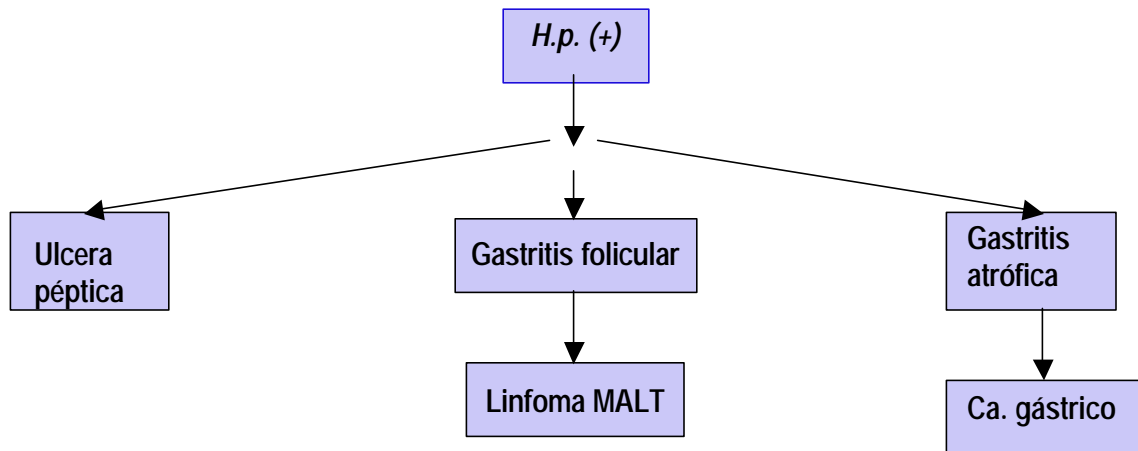 H.p. (+)
Ulcera
péptica
Gastritis folicular
Gastritis
atrófica
Linfoma MALT
Ca. gástrico